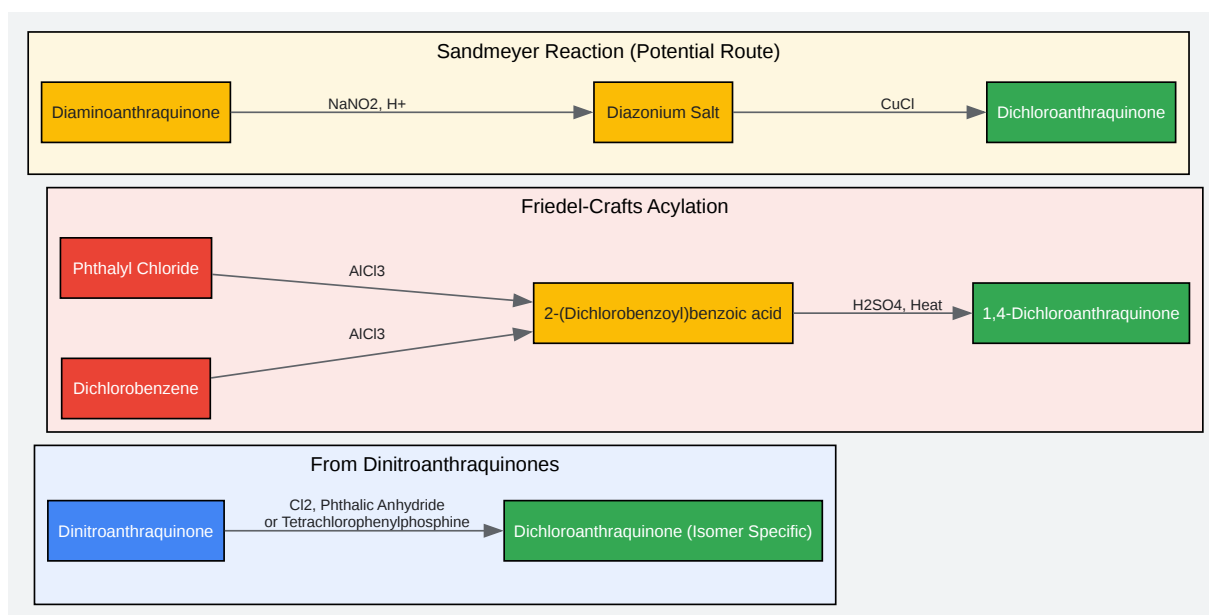 Sandmeyer Reaction (Potential Route)
Diaminoanthraquinone
NaNO2, H+
Diazonium Salt
CuCl
Dichloroanthraquinone
Friedel-Crafts Acylation
Phthalyl Chloride
AlCl3
Dichlorobenzene
AlCl3
2-(Dichlorobenzoyl)benzoic acid
H2SO4, Heat
1,4-Dichloroanthraquinone
From Dinitroanthraquinones
Dinitroanthraquinone
Cl2, Phthalic Anhydride
or Tetrachlorophenylphosphine
Dichloroanthraquinone (Isomer Specific)